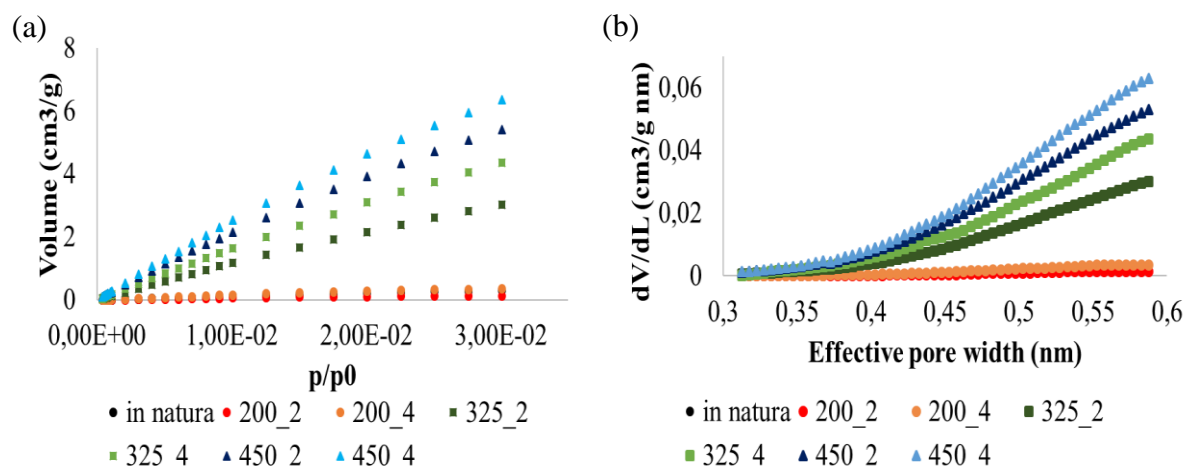 (a)
Volume (cm3/g)
8
6
4
2
0
0,00E+00 1,00E-02 2,00E-02 3,00E-02
p/p0
in natura 200_2 200_4 325_2
325_4 450_2 450_4
(b)
dV/dL (cm3/g nm)
0,06
0,04
0,02
0
0,3 0,35 0,4 0,45 0,5 0,55 0,6
Effective pore width (nm)
in natura 200_2 200_4 325_2
325_4 450_2 450_4